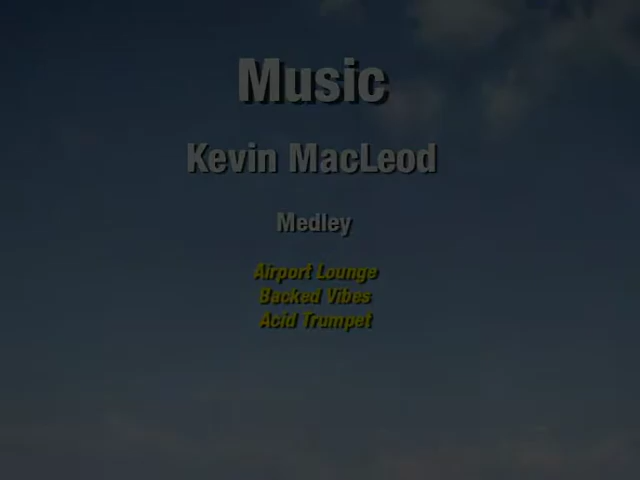 Music
Kevin MacLeod
Medley
Airport Lounge
Backed Vibes
Acid Trumpet